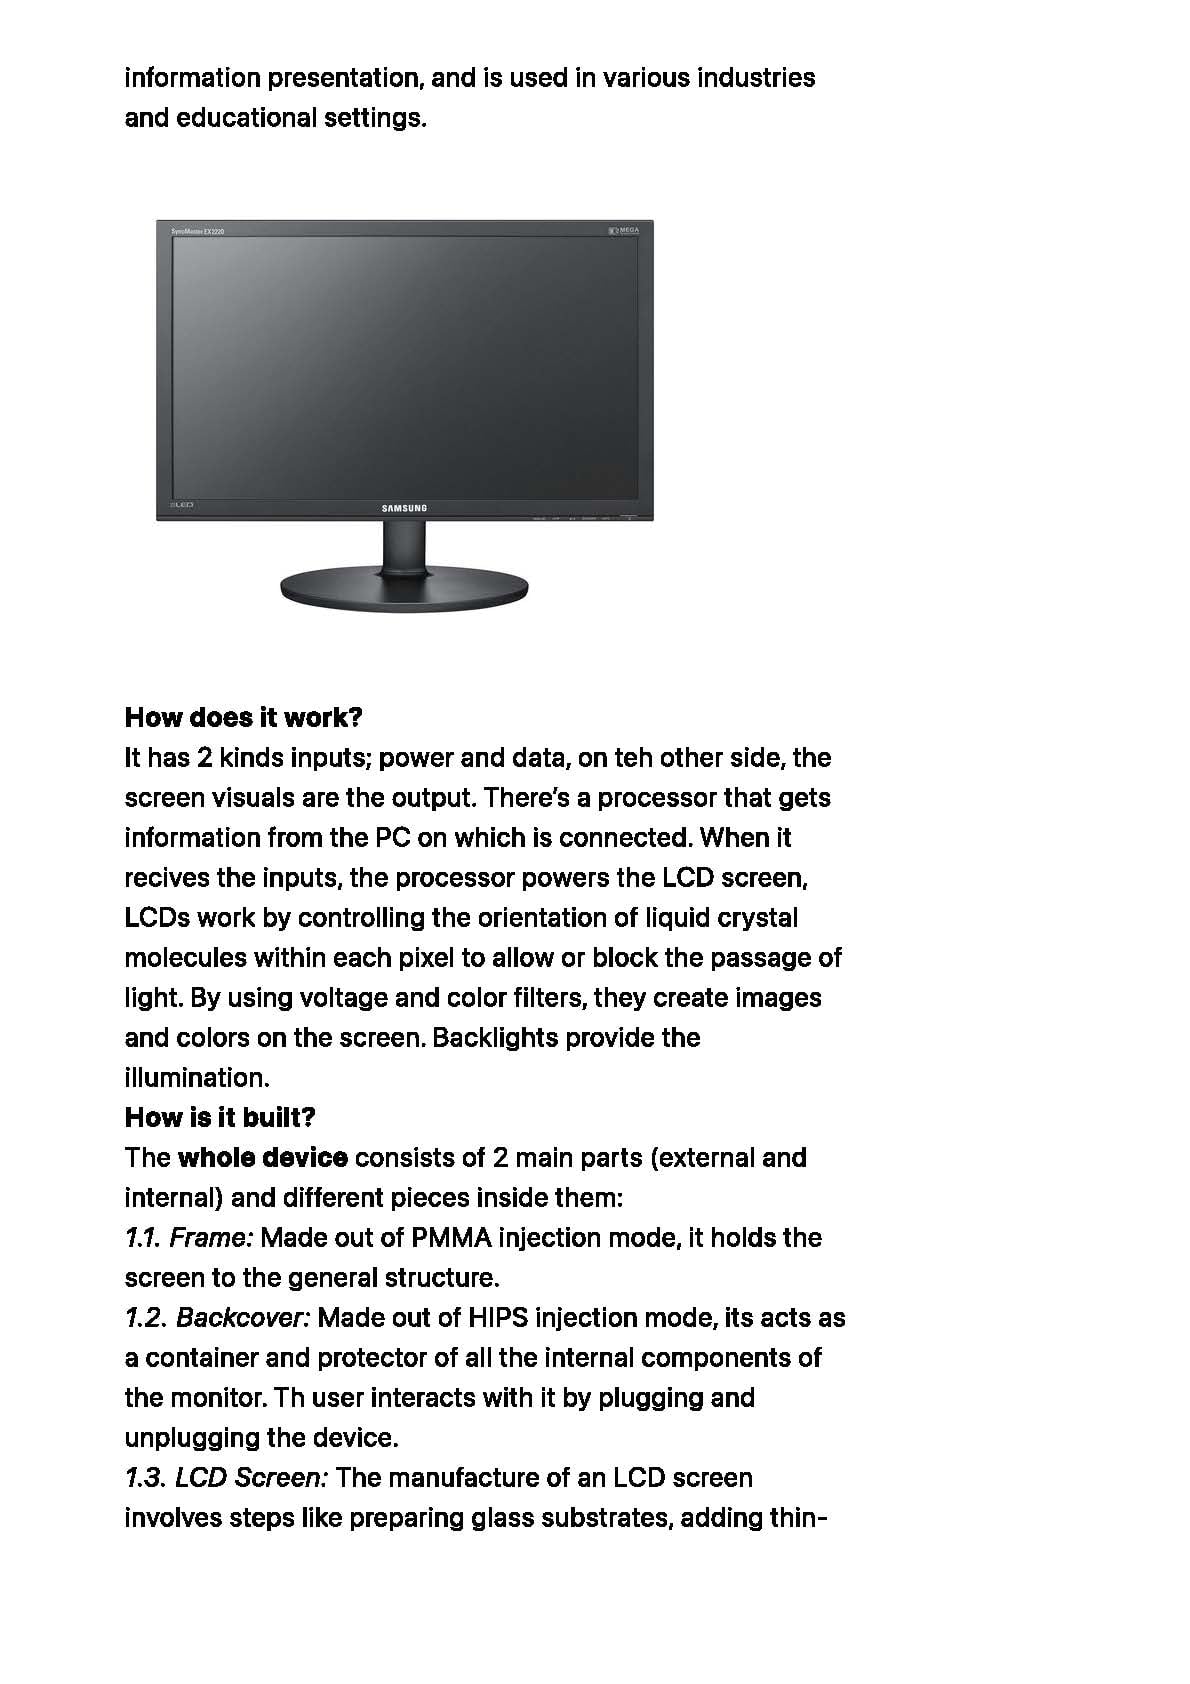 information presentation, and is used in various industries
and educational settings.
SyncMaster EX2220
MEGA
LED
SAMSUNG
How does it work?
It has 2 kinds inputs; power and data, on teh other side, the
screen visuals are the output. There’s a processor that gets
information from the PC on which is connected. When it
recives the inputs, the processor powers the LCD screen,
LCDs work by controlling the orientation of liquid crystal
molecules within each pixel to allow or block the passage of
light. By using voltage and color filters, they create images
and colors on the screen. Backlights provide the
illumination.
How is it built?
The whole device consists of 2 main parts (external and
internal) and different pieces inside them:
1.1. Frame: Made out of PMMA injection mode, it holds the
screen to the general structure.
1.2. Backcover: Made out of HIPS injection mode, its acts as
a container and protector of all the internal components of
the monitor. Th user interacts with it by plugging and
unplugging the device.
1.3. LCD Screen: The manufacture of an LCD screen
involves steps like preparing glass substrates, adding thin-